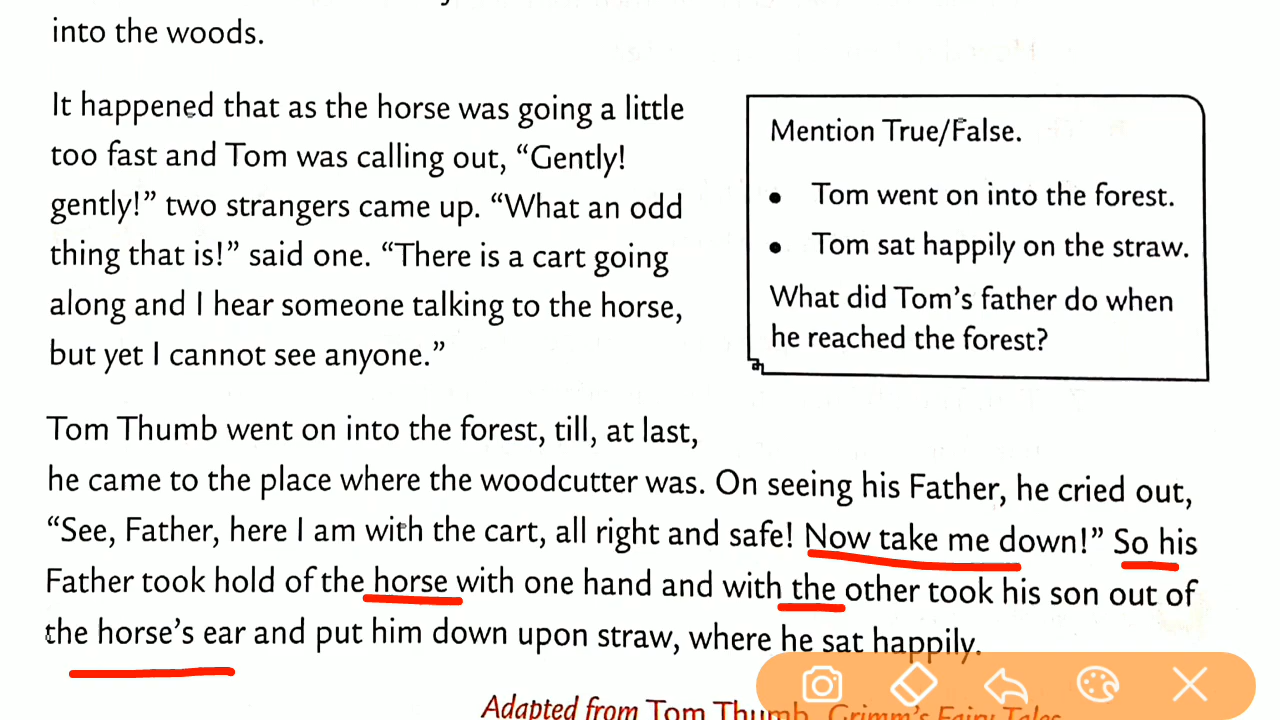 into the woods.
It happened that as the horse was going a little
too fast and Tom was calling out, “Gently!
gently!” two strangers came up. “What an odd
thing that is!” said one. “There is a cart going
along and I hear someone talking to the horse,
but yet I cannot see anyone.”
Mention True/False.
• Tom went on into the forest.
• Tom sat happily on the straw.
What did Tom’s father do when
he reached the forest?
Tom Thumb went on into the forest, till, at last,
he came to the place where the woodcutter was. On seeing his Father, he cried out,
“See, Father, here I am with the cart, all right and safe! Now take me down!” So his
Father took hold of the horse with one hand and with the other took his son out of
the horse’s ear and put him down upon straw, where he sat happily.
Adapted from Tom Thumb, Grimm’s Fairy Tales